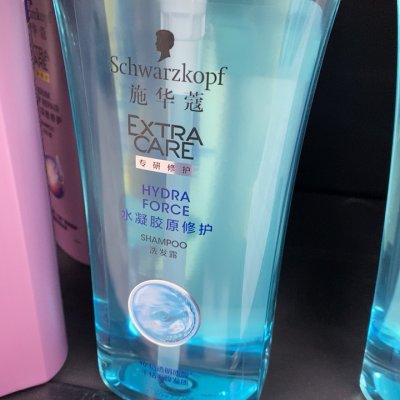 Schwarzkopf
施华蔻
EXTRA
CARE
专研修护
HYDRA
FORCE
水凝胶原修护
SHAMPOO
洗发露